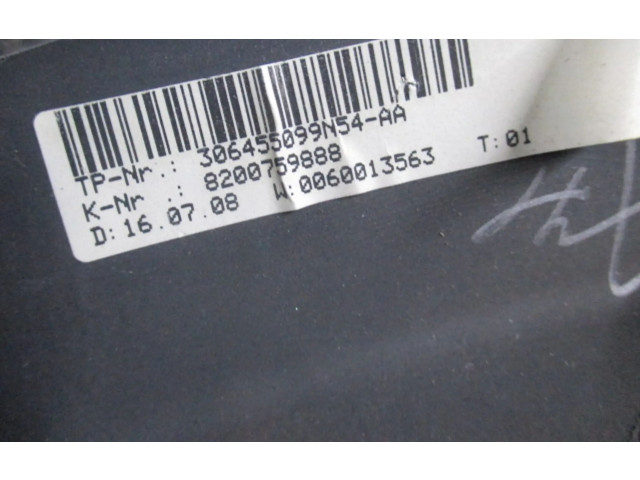 TP-Nr.: 306455099N54-AA
K-Nr .: 8200759888
D: 16.07.08 W:0060013563 T:01